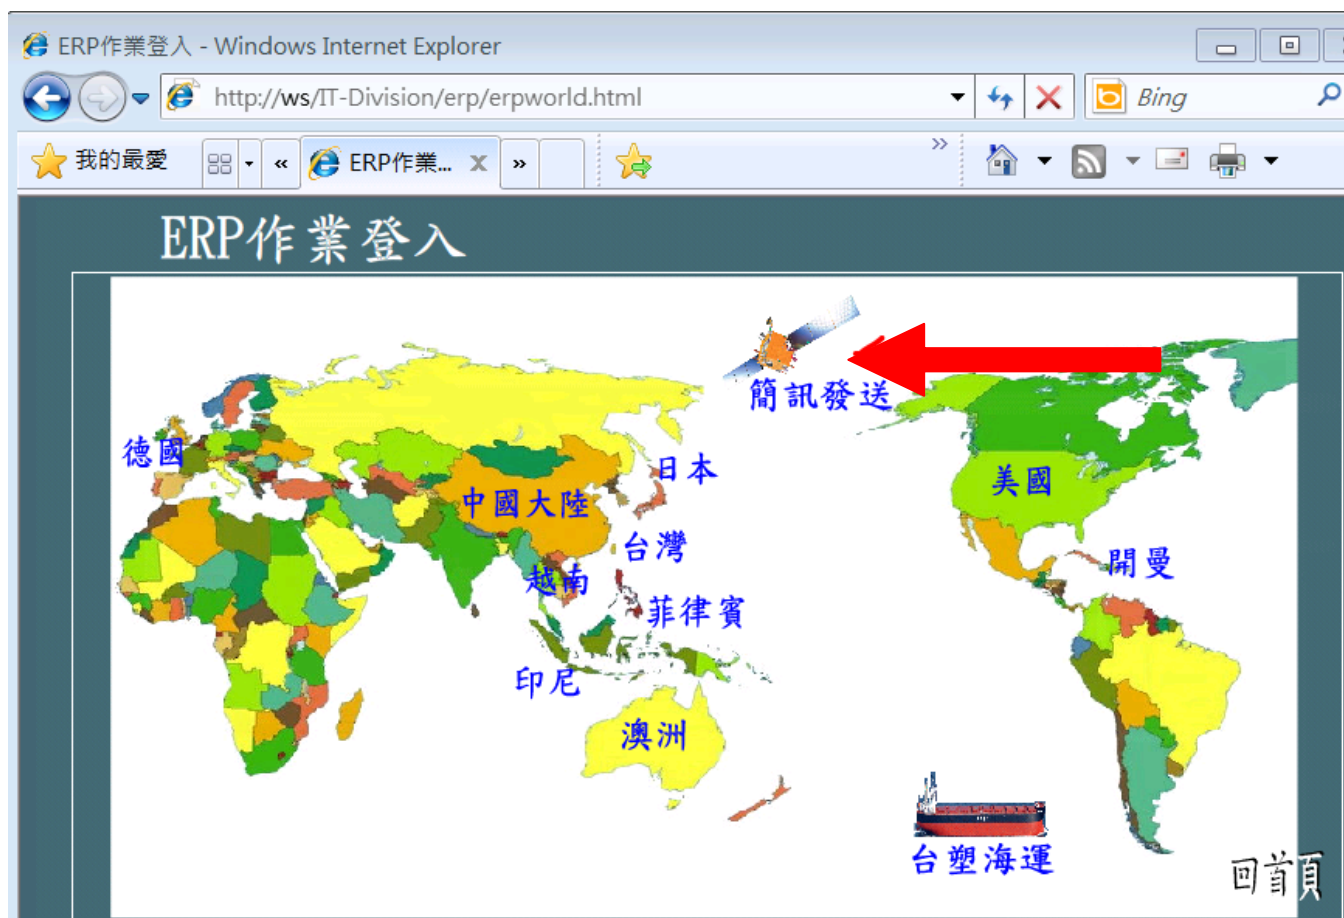 ERP作業登入 - Windows Internet Explorer
http://ws/IT-Division/erp/erpworld.html
Bing
我的最愛
«
ERP作業...
X
»
»
ERP作業登入
簡訊發送
德國
日本
美國
中國大陸
台灣
開曼
越南
菲律賓
印尼
澳洲
台塑海運
回首頁